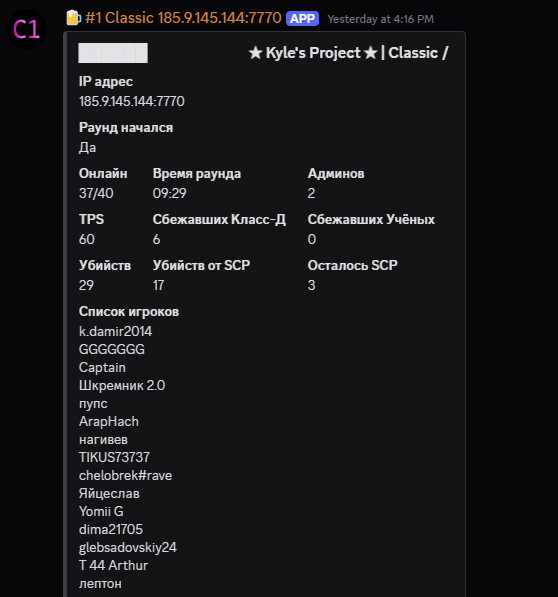 C1
#1 Classic 185.9.145.144:7770 APP Yesterday at 4:16 PM
★ Kyle's Project ★ | Classic /
IP адрес
185.9.145.144:7770
Раунд начался
Да
Онлайн Время раунда Админов
37/40 09:29 2
TPS Сбежавших Класс-Д Сбежавших Учёных
60 6 0
Убийств Убийств от SCP Осталось SCP
29 17 3
Список игроков
k.damir2014
GGGGGGG
Captain
Шкремник 2.0
пупс
ArapHach
нагивев
TIKUS73737
chelobrek#rave
Яйцеслав
Yomii G
dima21705
glebsadovskiy24
T 44 Arthur
лептон